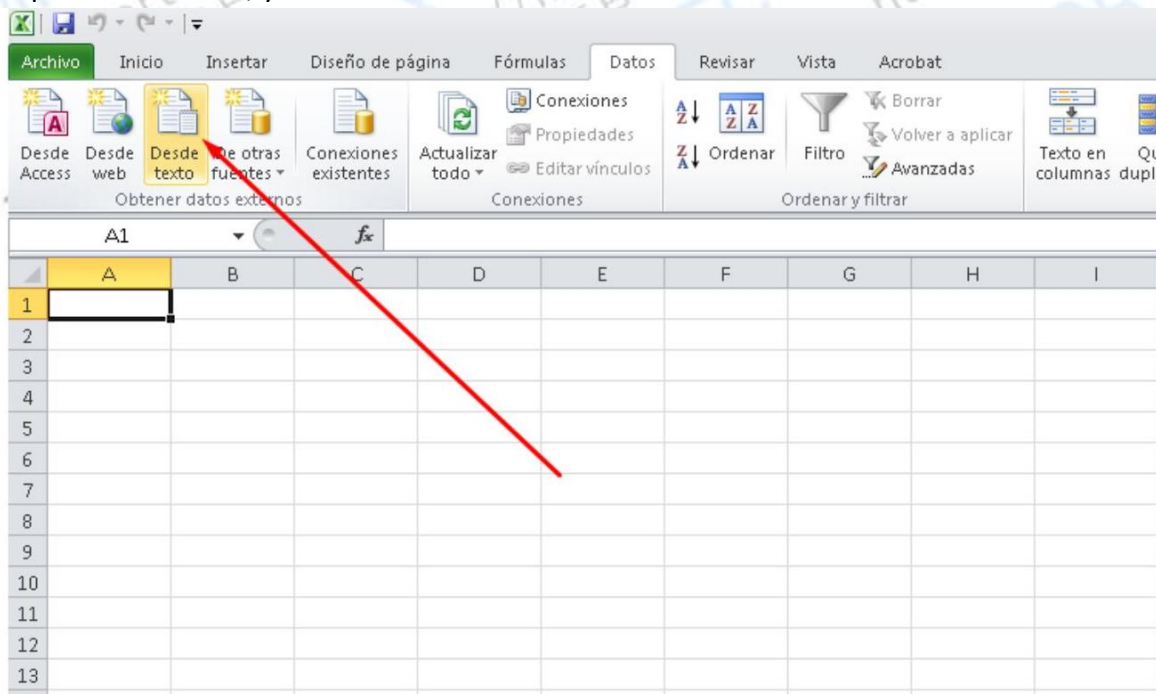 Archivo Inicio Insertar Diseño de página Fórmulas Datos Revisar Vista Acrobat
Desde Access
Desde web
Desde texto
De otras fuentes
Conexiones existentes
Obtener datos externos
Actualizar todo
Conexiones
Propiedades
Editar vínculos
Conexiones
Ordenar
Filtro
Borrar
Volver a aplicar
Avanzadas
Ordenar y filtrar
Texto en columnas
A1 fx
A B C D E F G H I
1
2
3
4
5
6
7
8
9
10
11
12
13